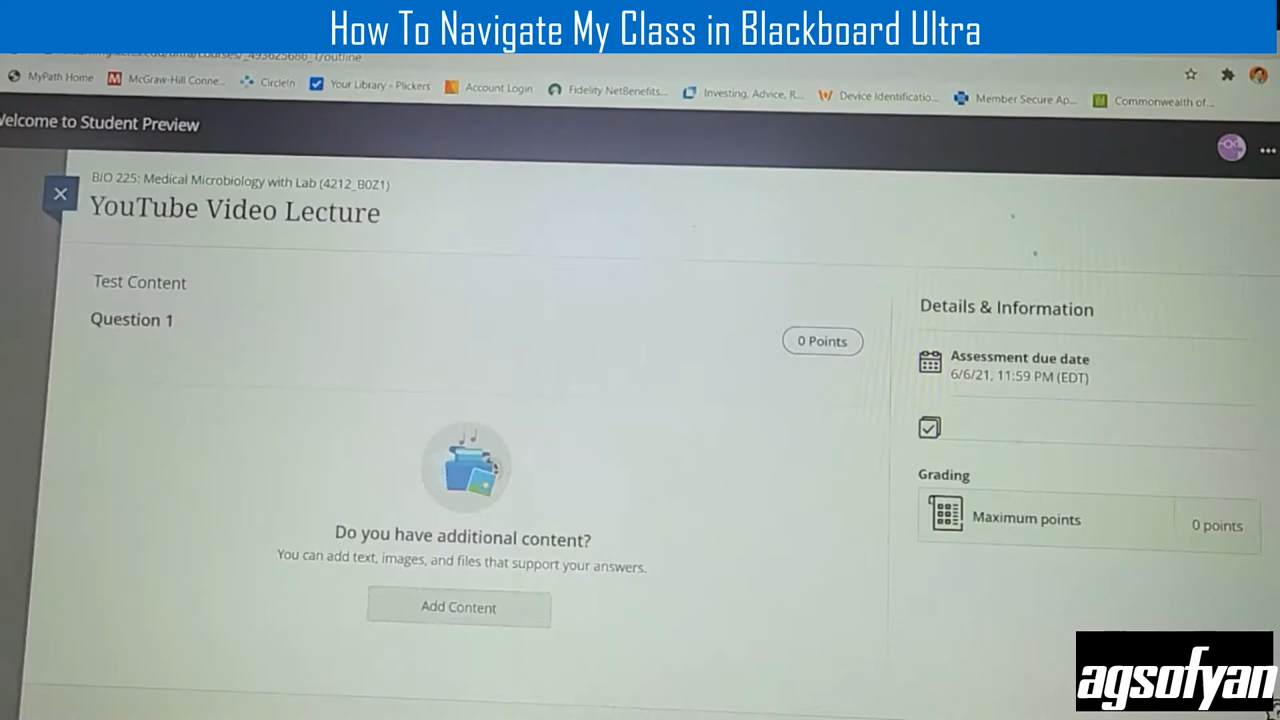 How To Navigate My Class in Blackboard Ultra
/outline
MyPath Home McGraw-Hill Conne... CircleIn Your Library - Plickers Account Login Fidelity NetBenefits... Investing, Advice, R... Device Identificatio... Member Secure Ap... Commonwealth of...
Welcome to Student Preview
BIO 225: Medical Microbiology with Lab (4212_B0Z1)
YouTube Video Lecture
Test Content
Question 1
0 Points
Do you have additional content?
You can add text, images, and files that support your answers.
Add Content
Details & Information
Assessment due date
6/6/21, 11:59 PM (EDT)
Grading
Maximum points 0 points
agsofyan